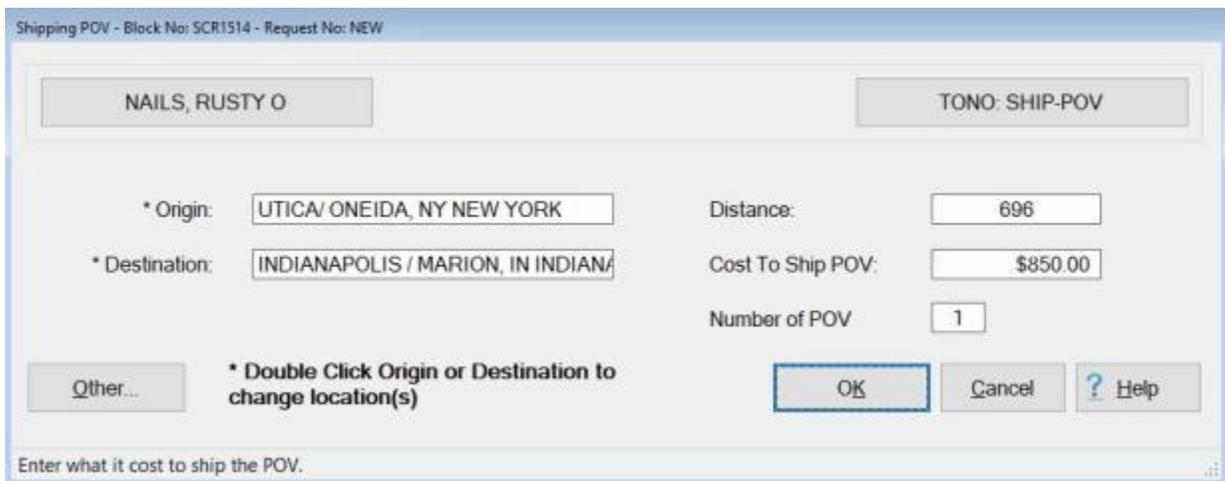 Shipping POV - Block No: SCR1514 - Request No: NEW
NAILS, RUSTY O
TONO: SHIP-POV
* Origin: UTICA/ ONEIDA, NY NEW YORK
Distance: 696
* Destination: INDIANAPOLIS / MARION, IN INDIANA
Cost To Ship POV: $850.00
Number of POV 1
Other...
* Double Click Origin or Destination to
change location(s)
OK
Cancel
? Help
Enter what it cost to ship the POV.